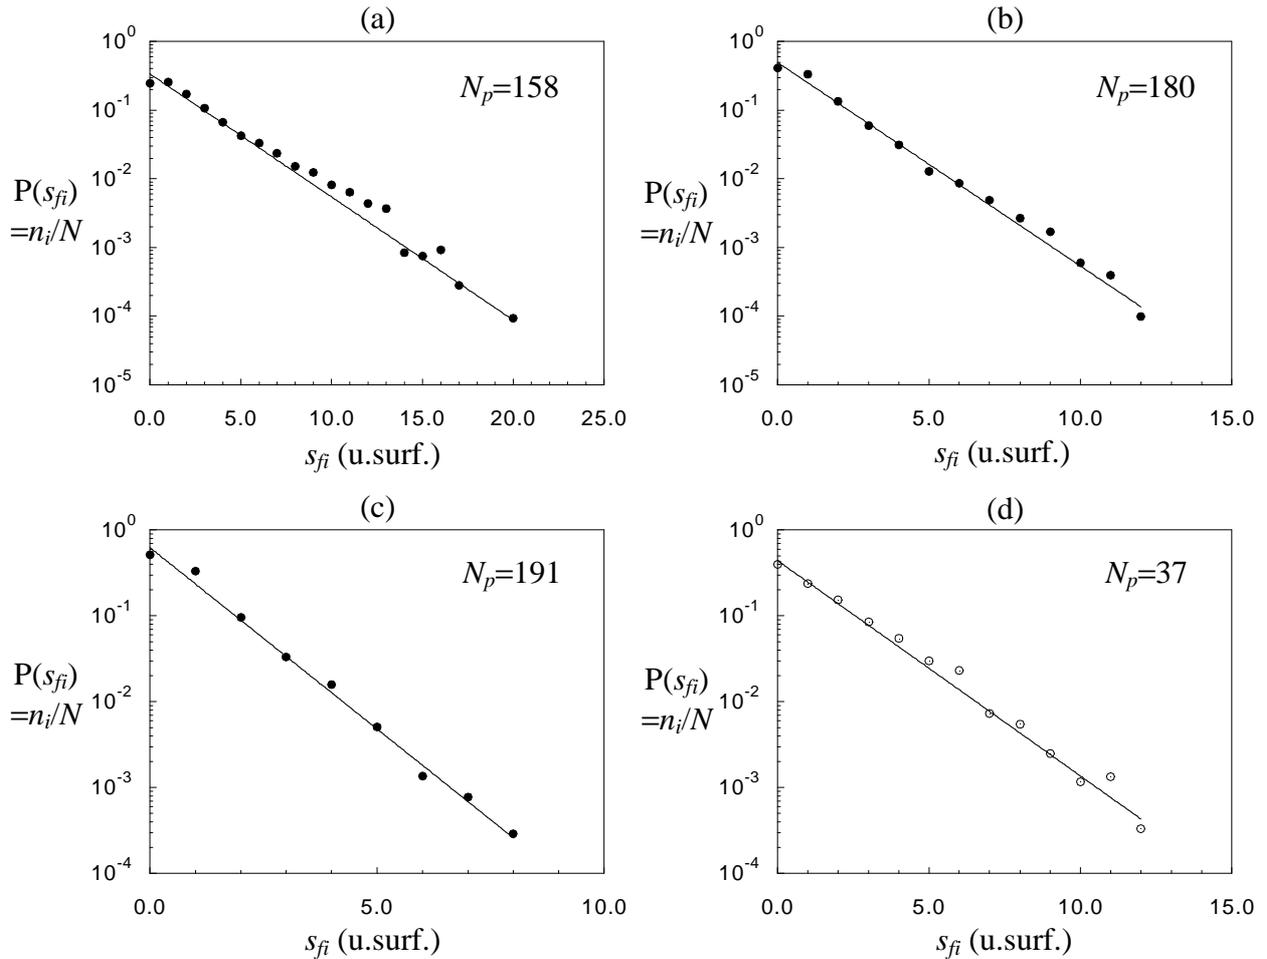 (a)
10^0
10^-1
10^-2
10^-3
10^-4
10^-5
N_p=158
P(s_fi)
=n_i/N
0.0 5.0 10.0 15.0 20.0 25.0
s_fi (u.surf.)
(b)
10^0
10^-1
10^-2
10^-3
10^-4
10^-5
N_p=180
P(s_fi)
=n_i/N
0.0 5.0 10.0 15.0
s_fi (u.surf.)
(c)
10^0
10^-1
10^-2
10^-3
10^-4
N_p=191
P(s_fi)
=n_i/N
0.0 5.0 10.0
s_fi (u.surf.)
(d)
10^0
10^-1
10^-2
10^-3
10^-4
N_p=37
P(s_fi)
=n_i/N
0.0 5.0 10.0 15.0
s_fi (u.surf.)